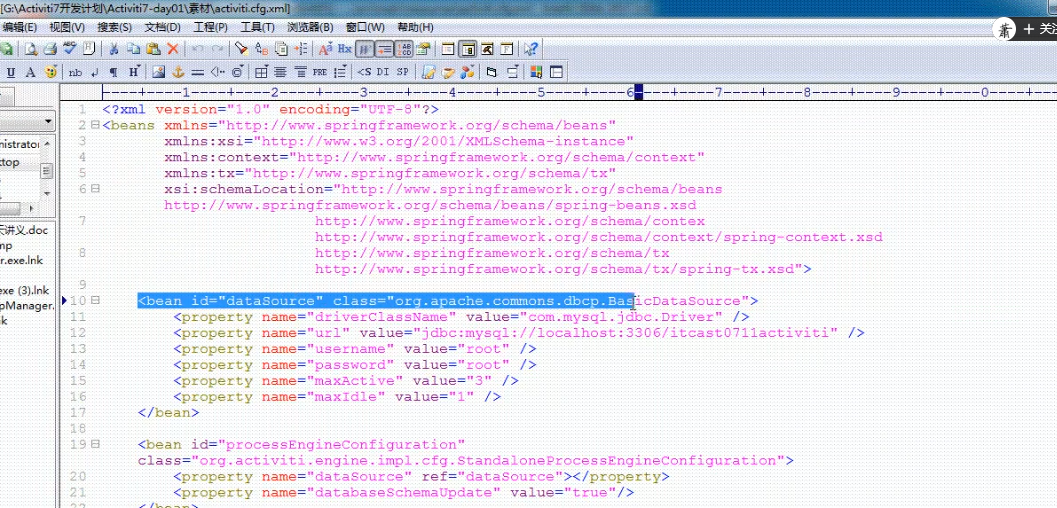 [G:\Activiti7开发计划\Activiti7-day01\素材\activiti.cfg.xml]
编辑(E) 视图(V) 搜索(S) 文档(D) 工程(P) 工具(T) 浏览器(B) 窗口(W) 帮助(H)
萧 + 关注
U A nb ¶ H PRE <S DI SP
----+----1----+----2----+----3----+----4----+----5----+----6----+----7----+----8----+----9----+----0----+---
1 <?xml version="1.0" encoding="UTF-8"?>
2 <beans xmlns="http://www.springframework.org/schema/beans"
3 xmlns:xsi="http://www.w3.org/2001/XMLSchema-instance"
4 xmlns:context="http://www.springframework.org/schema/context"
5 xmlns:tx="http://www.springframework.org/schema/tx"
6 xsi:schemaLocation="http://www.springframework.org/schema/beans
http://www.springframework.org/schema/beans/spring-beans.xsd
7 http://www.springframework.org/schema/contex
http://www.springframework.org/schema/context/spring-context.xsd
8 http://www.springframework.org/schema/tx
http://www.springframework.org/schema/tx/spring-tx.xsd">
9
10 <bean id="dataSource" class="org.apache.commons.dbcp.BasicDataSource">
11 <property name="driverClassName" value="com.mysql.jdbc.Driver" />
12 <property name="url" value="jdbc:mysql://localhost:3306/itcast0711activiti" />
13 <property name="username" value="root" />
14 <property name="password" value="root" />
15 <property name="maxActive" value="3" />
16 <property name="maxIdle" value="1" />
17 </bean>
18
19 <bean id="processEngineConfiguration"
class="org.activiti.engine.impl.cfg.StandaloneProcessEngineConfiguration">
20 <property name="dataSource" ref="dataSource"></property>
21 <property name="databaseSchemaUpdate" value="true"/>
22 </bean>
ministrator
ktop
示讲义.doc
mp
er.exe.lnk
exe (3).lnk
pManager.
nk